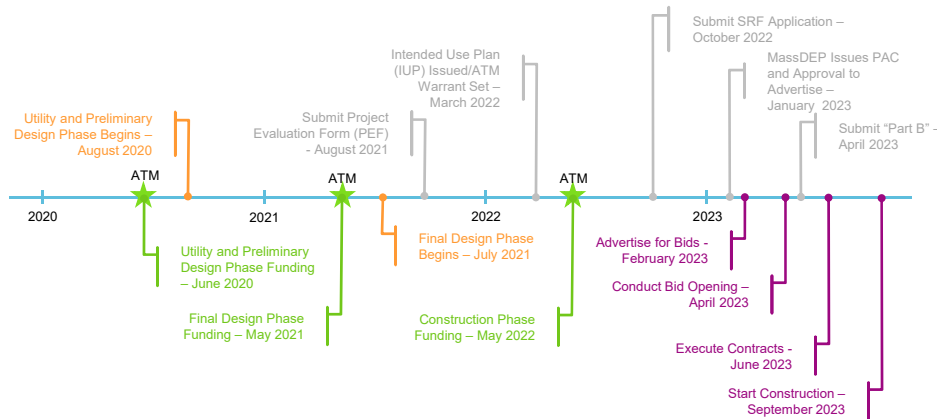 Submit SRF Application –
October 2022
Intended Use Plan
(IUP) Issued/ATM
Warrant Set –
March 2022
MassDEP Issues PAC
and Approval to
Advertise –
January 2023
Utility and Preliminary
Design Phase Begins –
August 2020
Submit Project
Evaluation Form (PEF)
- August 2021
Submit “Part B” -
April 2023
ATM
ATM
ATM
2020
2021
2022
2023
Utility and Preliminary
Design Phase Funding
– June 2020
Final Design Phase
Begins – July 2021
Advertise for Bids -
February 2023
Conduct Bid Opening –
April 2023
Final Design Phase
Funding – May 2021
Construction Phase
Funding – May 2022
Execute Contracts -
June 2023
Start Construction –
September 2023